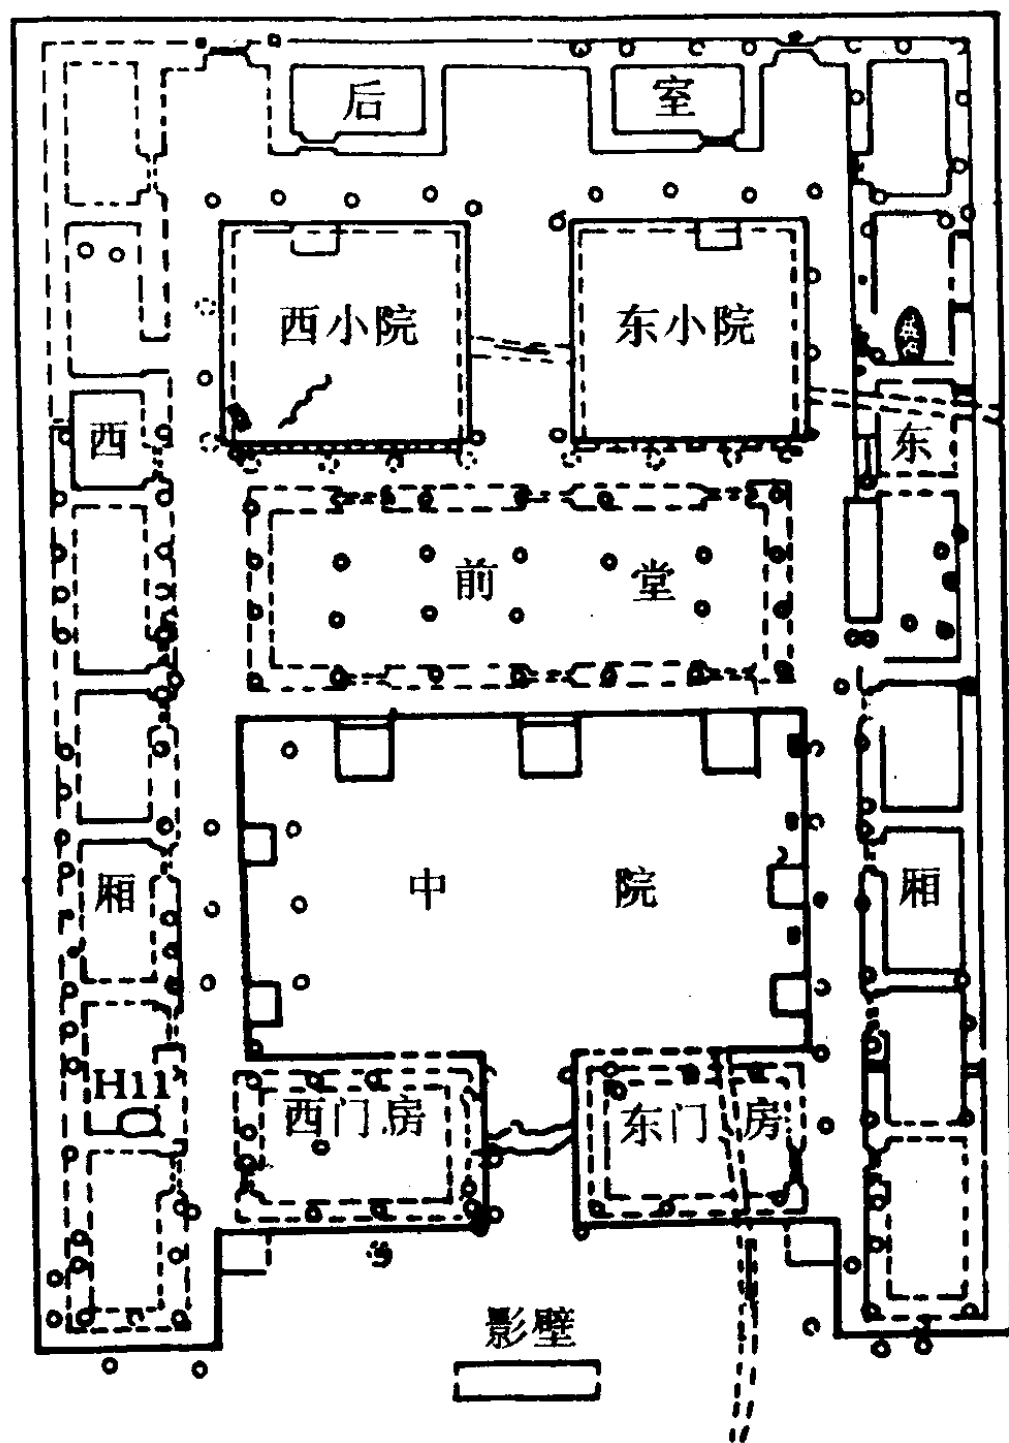 后 室
西小院 东小院
西 东
前 堂
中 院
厢 厢
H11
西门房 东门房
影壁